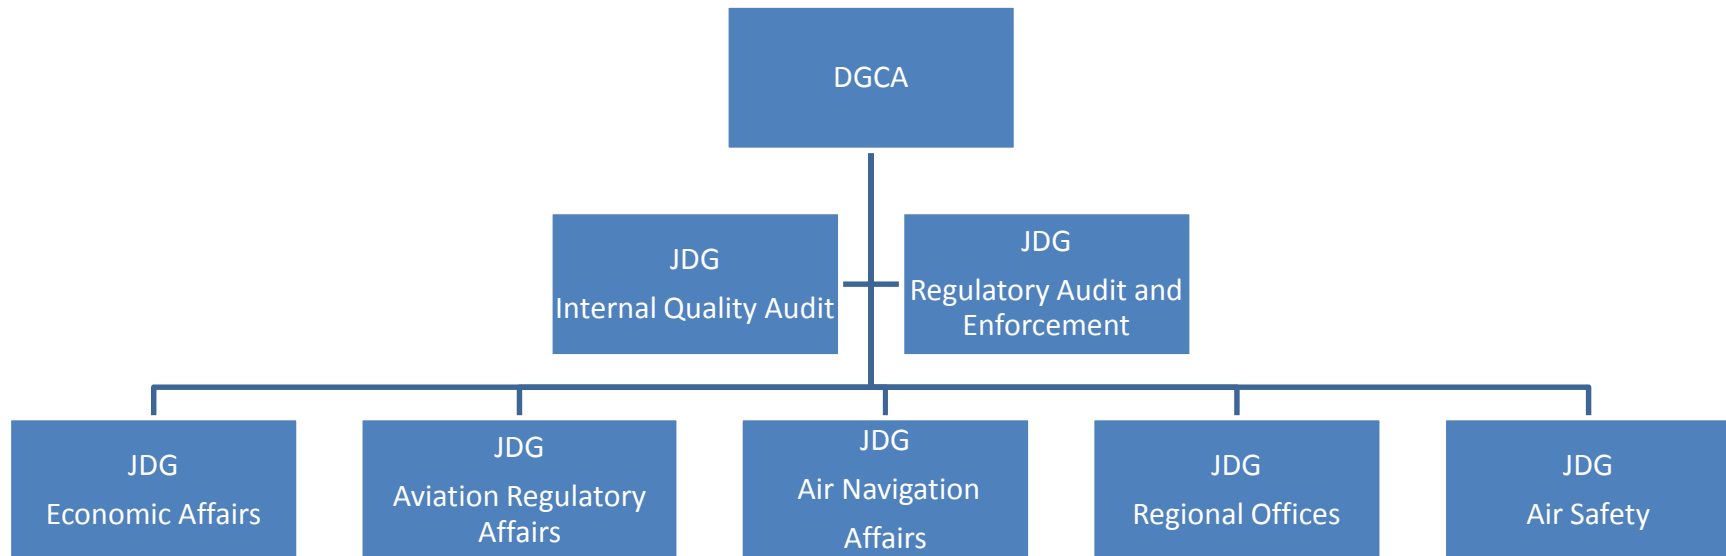 DGCA
JDG
Internal Quality Audit
JDG
Regulatory Audit and
Enforcement
JDG
Economic Affairs
JDG
Aviation Regulatory
Affairs
JDG
Air Navigation
Affairs
JDG
Regional Offices
JDG
Air Safety